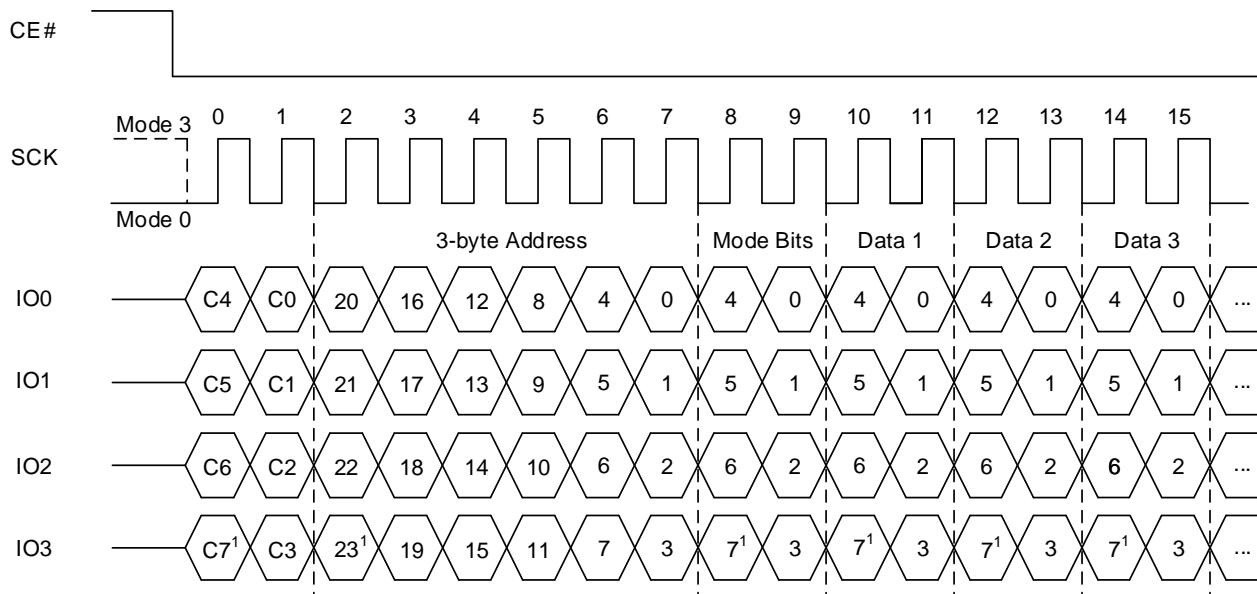 CE#
0 1 2 3 4 5 6 7 8 9 10 11 12 13 14 15
Mode 3
SCK
Mode 0
3-byte Address Mode Bits Data 1 Data 2 Data 3
IO0 C4 C0 20 16 12 8 4 0 4 0 4 0 4 0 4 0 ...
IO1 C5 C1 21 17 13 9 5 1 5 1 5 1 5 1 5 1 ...
IO2 C6 C2 22 18 14 10 6 2 6 2 6 2 6 2 6 2 ...
IO3 C7¹ C3 23¹ 19 15 11 7 3 7¹ 3 7¹ 3 7¹ 3 7¹ 3 ...